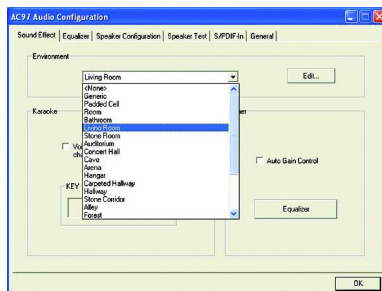 AC97 Audio Configuration
Sound Effect Equalizer Speaker Configuration Speaker Test S/PDIF-In General
Environment
Living Room
Edit...
<None>
Generic
Padded Cell
Room
Bathroom
Living Room
Stone Room
Auditorium
Concert Hall
Cave
Arena
Hangar
Carpeted Hallway
Hallway
Stone Corridor
Alley
Forest
Karaoke
KEY
Auto Gain Control
Equalizer
OK